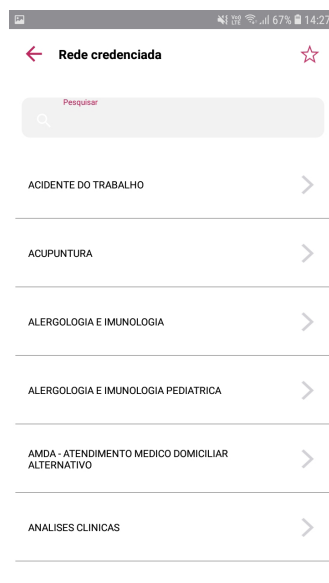 67% 14:27
Rede credenciada
Pesquisar
ACIDENTE DO TRABALHO
ACUPUNTURA
ALERGOLOGIA E IMUNOLOGIA
ALERGOLOGIA E IMUNOLOGIA PEDIATRICA
AMDA - ATENDIMENTO MEDICO DOMICILIAR
ALTERNATIVO
ANALISES CLINICAS